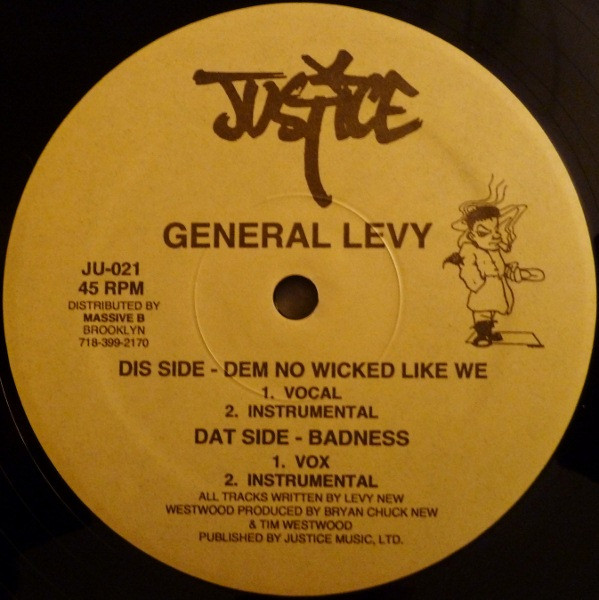 JUSTICE
GENERAL LEVY
JU-021
45 RPM
DISTRIBUTED BY
MASSIVE B
BROOKLYN
718-399-2170
DIS SIDE - DEM NO WICKED LIKE WE
1. VOCAL
2. INSTRUMENTAL
DAT SIDE - BADNESS
1. VOX
2. INSTRUMENTAL
ALL TRACKS WRITTEN BY LEVY NEW
WESTWOOD PRODUCED BY BRYAN CHUCK NEW
& TIM WESTWOOD
PUBLISHED BY JUSTICE MUSIC, LTD.